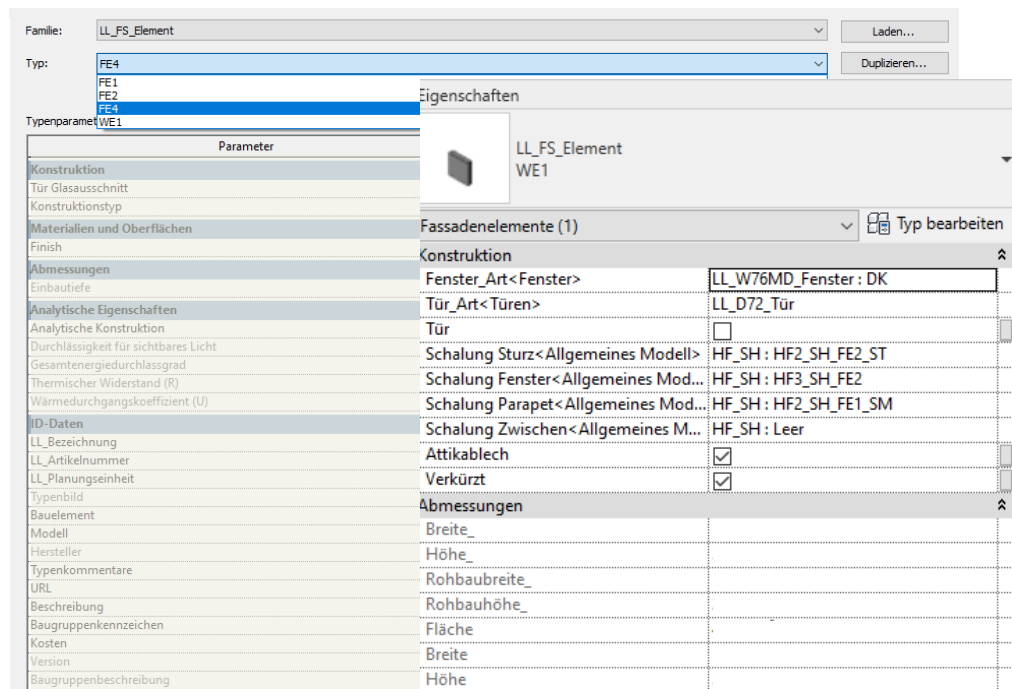 Familie:
LL_FS_Element
Laden...
Typ:
FE4
Duplizieren...
FE1
FE2
FE4
WE1
Typenparamet
Parameter
Konstruktion
Tür Glasausschnitt
Konstruktionstyp
Materialien und Oberflächen
Finish
Abmessungen
Einbautiefe
Analytische Eigenschaften
Analytische Konstruktion
Durchlässigkeit für sichtbares Licht
Gesamtenergiedurchlassgrad
Thermischer Widerstand (R)
Wärmedurchgangskoeffizient (U)
ID-Daten
LL_Bezeichnung
LL_Artikelnummer
LL_Planungseinheit
Typenbild
Bauelement
Modell
Hersteller
Typenkommentare
URL
Beschreibung
Baugruppenkennzeichen
Kosten
Version
Baugruppenbeschreibung
Eigenschaften
LL_FS_Element
WE1
Fassadenelemente (1)
Typ bearbeiten
Konstruktion
Fenster_Art<Fenster> LL_W76MD_Fenster : DK
Tür_Art<Türen> LL_D72_Tür
Tür
Schalung Sturz<Allgemeines Modell> HF_SH : HF2_SH_FE2_ST
Schalung Fenster<Allgemeines Mod... HF_SH : HF3_SH_FE2
Schalung Parapet<Allgemeines Mod... HF_SH : HF2_SH_FE1_SM
Schalung Zwischen<Allgemeines M... HF_SH : Leer
Attikablech
Verkürzt
Abmessungen
Breite_
Höhe_
Rohbaubreite_
Rohbauhöhe_
Fläche
Breite
Höhe